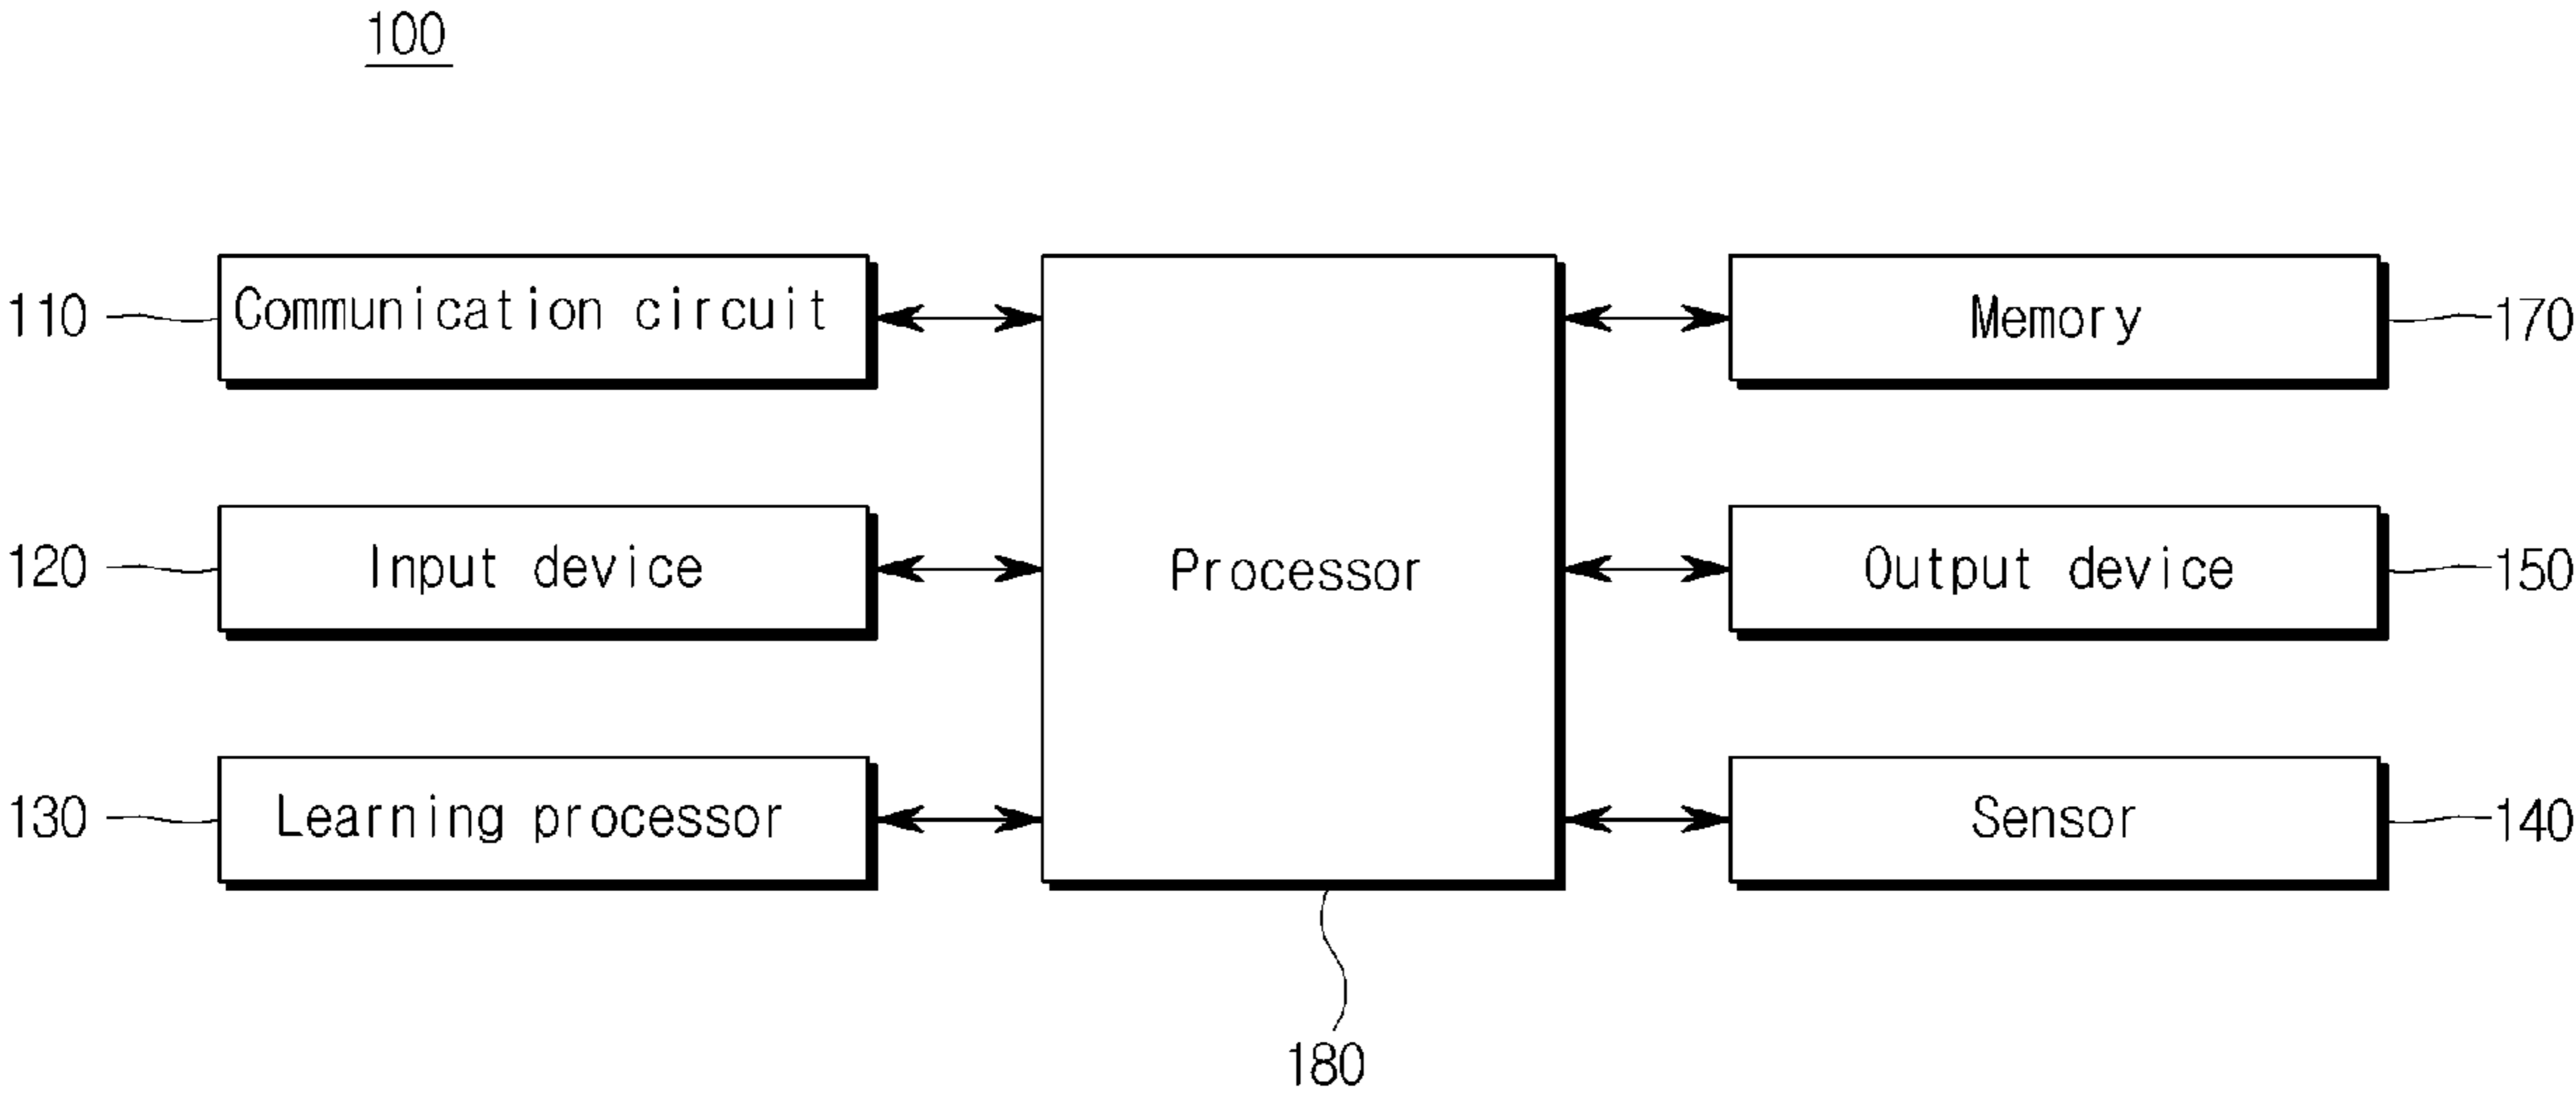 100
110 Communication circuit
Memory 170
120 Input device
Processor
Output device 150
130 Learning processor
Sensor 140
180